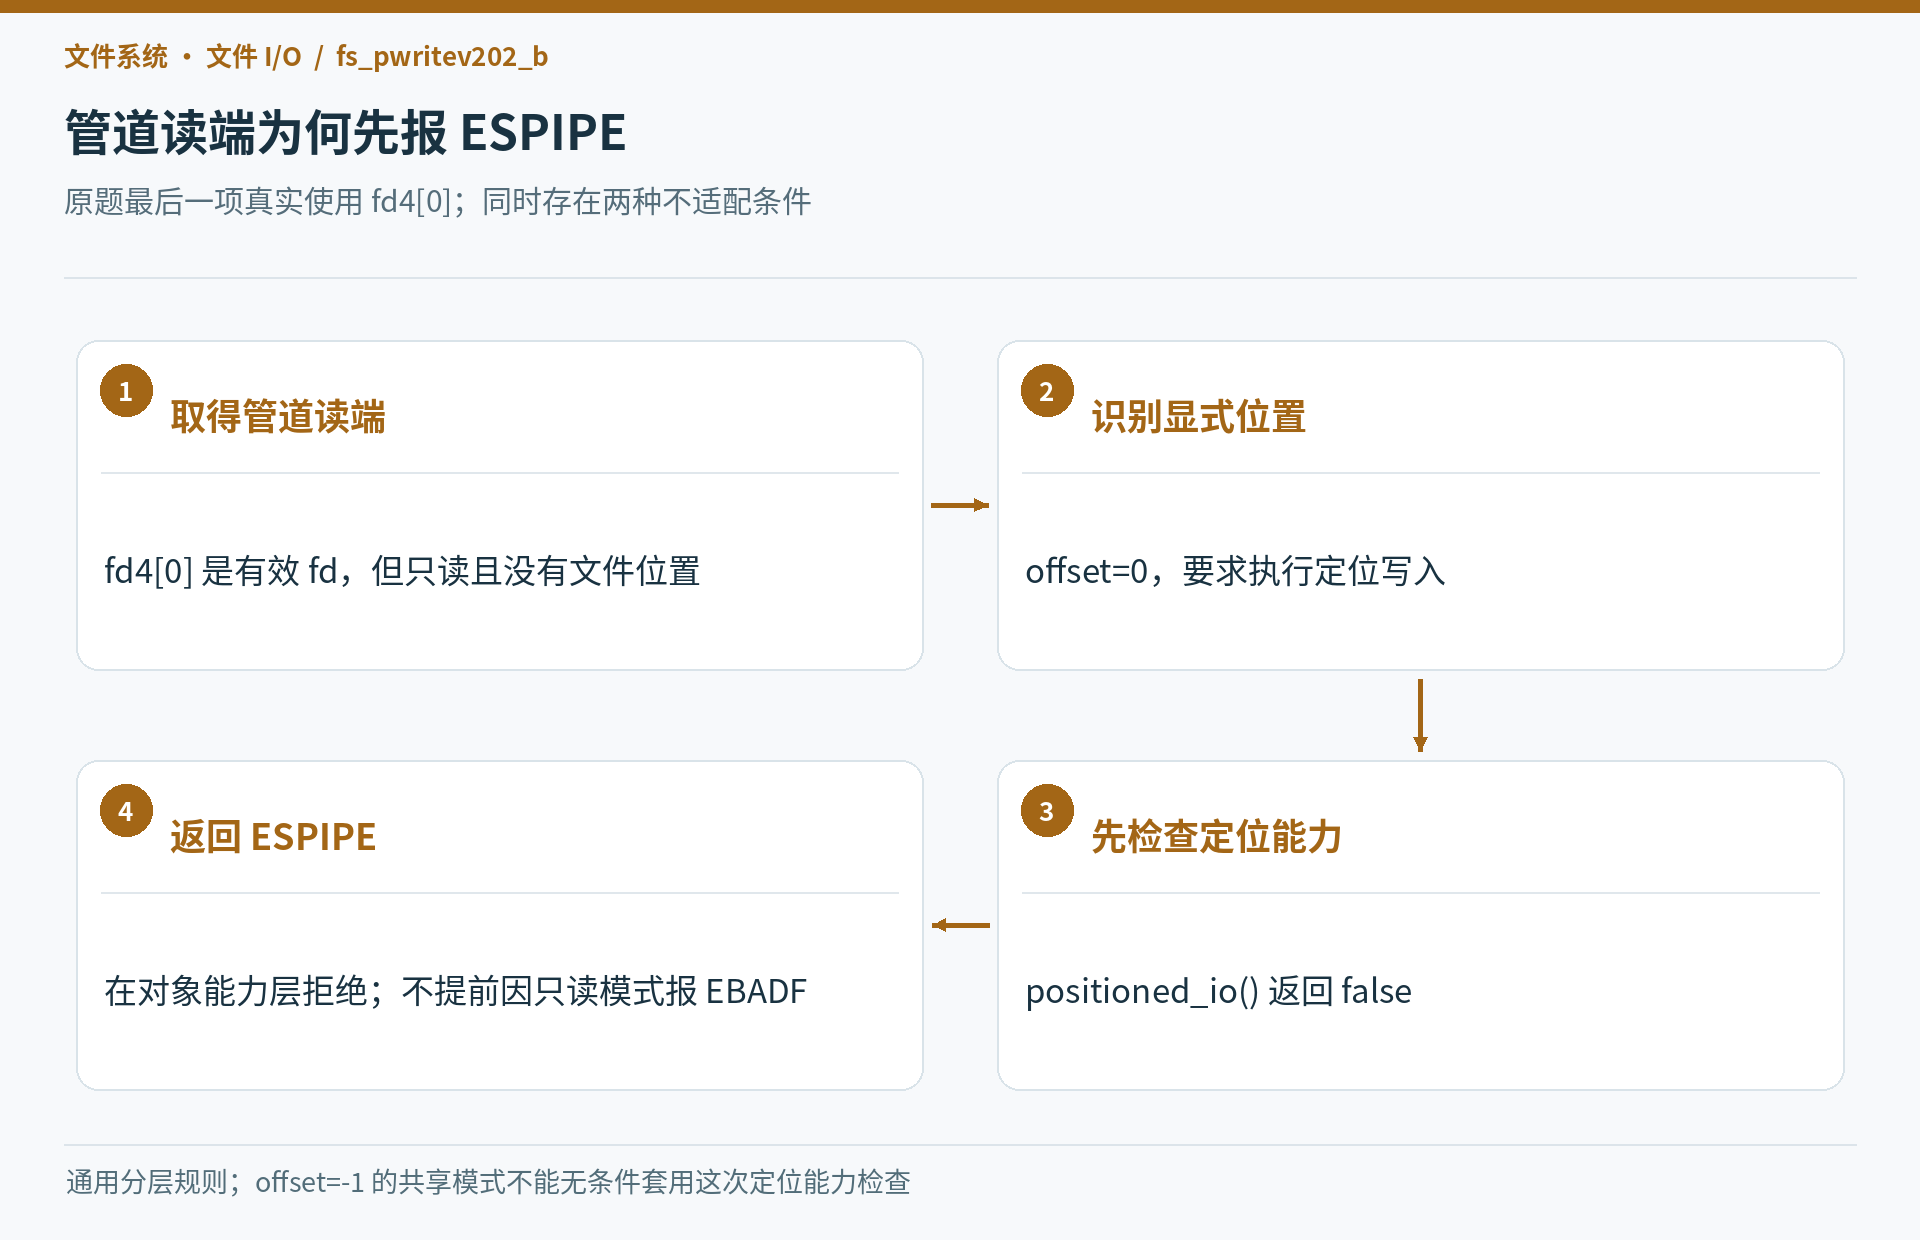 文件系统 · 文件 I/O / fs_pwritev202_b
管道读端为何先报 ESPIPE
原题最后一项真实使用 fd4[0]；同时存在两种不适配条件
1
取得管道读端
fd4[0] 是有效 fd，但只读且没有文件位置
2
识别显式位置
offset=0，要求执行定位写入
3
先检查定位能力
positioned_io() 返回 false
4
返回 ESPIPE
在对象能力层拒绝；不提前因只读模式报 EBADF
通用分层规则；offset=-1 的共享模式不能无条件套用这次定位能力检查